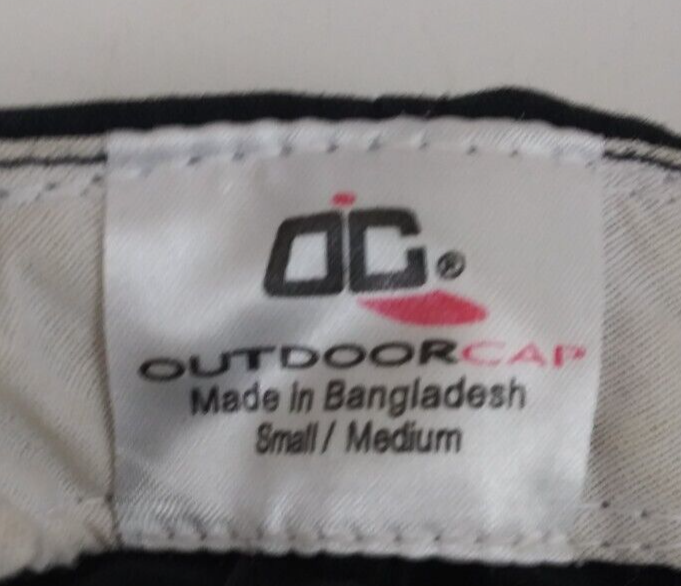 OC®
OUTDOORCAP
Made in Bangladesh
Small / Medium